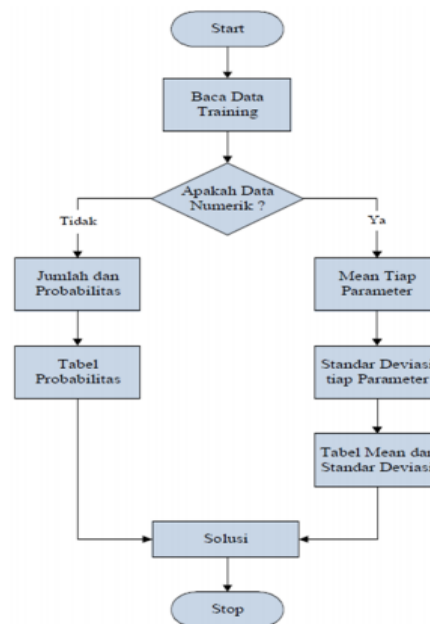 Start
Baca Data
Training
Apakah Data
Numerik ?
Tidak
Ya
Jumlah dan
Probabilitas
Mean Tiap
Parameter
Tabel
Probabilitas
Standar Deviasi
tiap Parameter
Tabel Mean dan
Standar Deviasi
Solusi
Stop